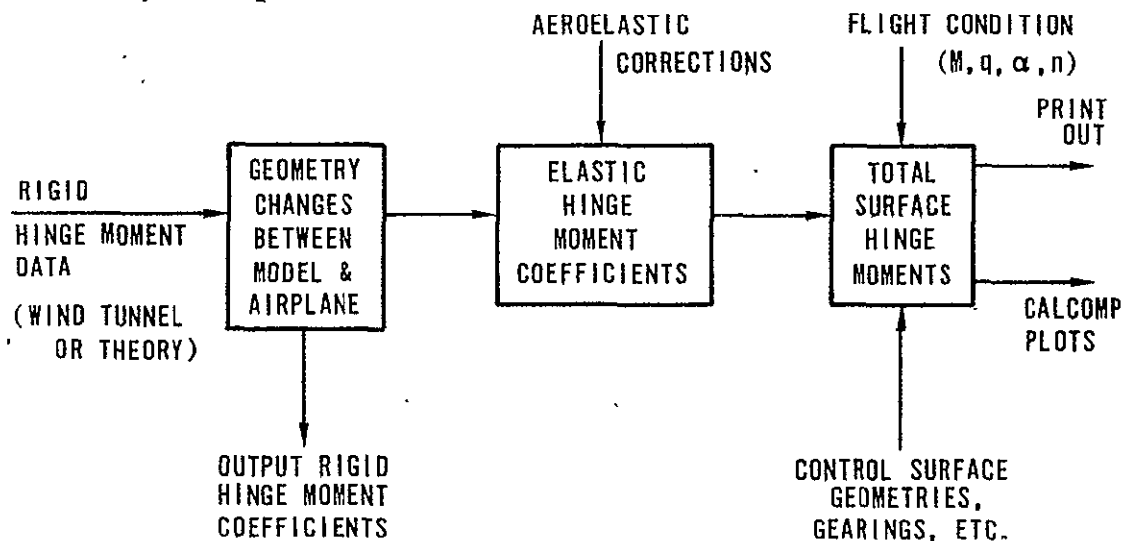 AEROELASTIC
CORRECTIONS
FLIGHT CONDITION
(M, q, α, n)
PRINT
OUT
RIGID
HINGE MOMENT
DATA
(WIND TUNNEL
OR THEORY)
GEOMETRY
CHANGES
BETWEEN
MODEL &
AIRPLANE
ELASTIC
HINGE
MOMENT
COEFFICIENTS
TOTAL
SURFACE
HINGE
MOMENTS
CALCOMP
PLOTS
OUTPUT RIGID
HINGE MOMENT
COEFFICIENTS
CONTROL SURFACE
GEOMETRIES,
GEARINGS, ETC.